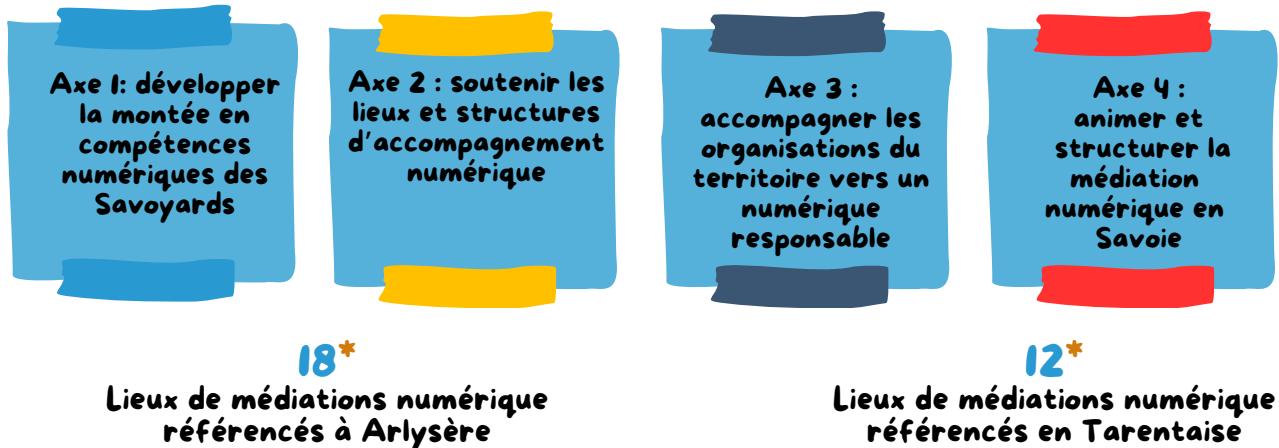 Axe 1: développer
la montée en
compétences
numériques des
Savoyards
Axe 2 : soutenir les
lieux et structures
d'accompagnement
numérique
Axe 3 :
accompagner les
organisations du
territoire vers un
numérique
responsable
Axe 4 :
animer et
structurer la
médiation
numérique en
Savoie
18*
Lieux de médiations numérique
référencés à Arlysère
12*
Lieux de médiations numérique
référencés en Tarentaise